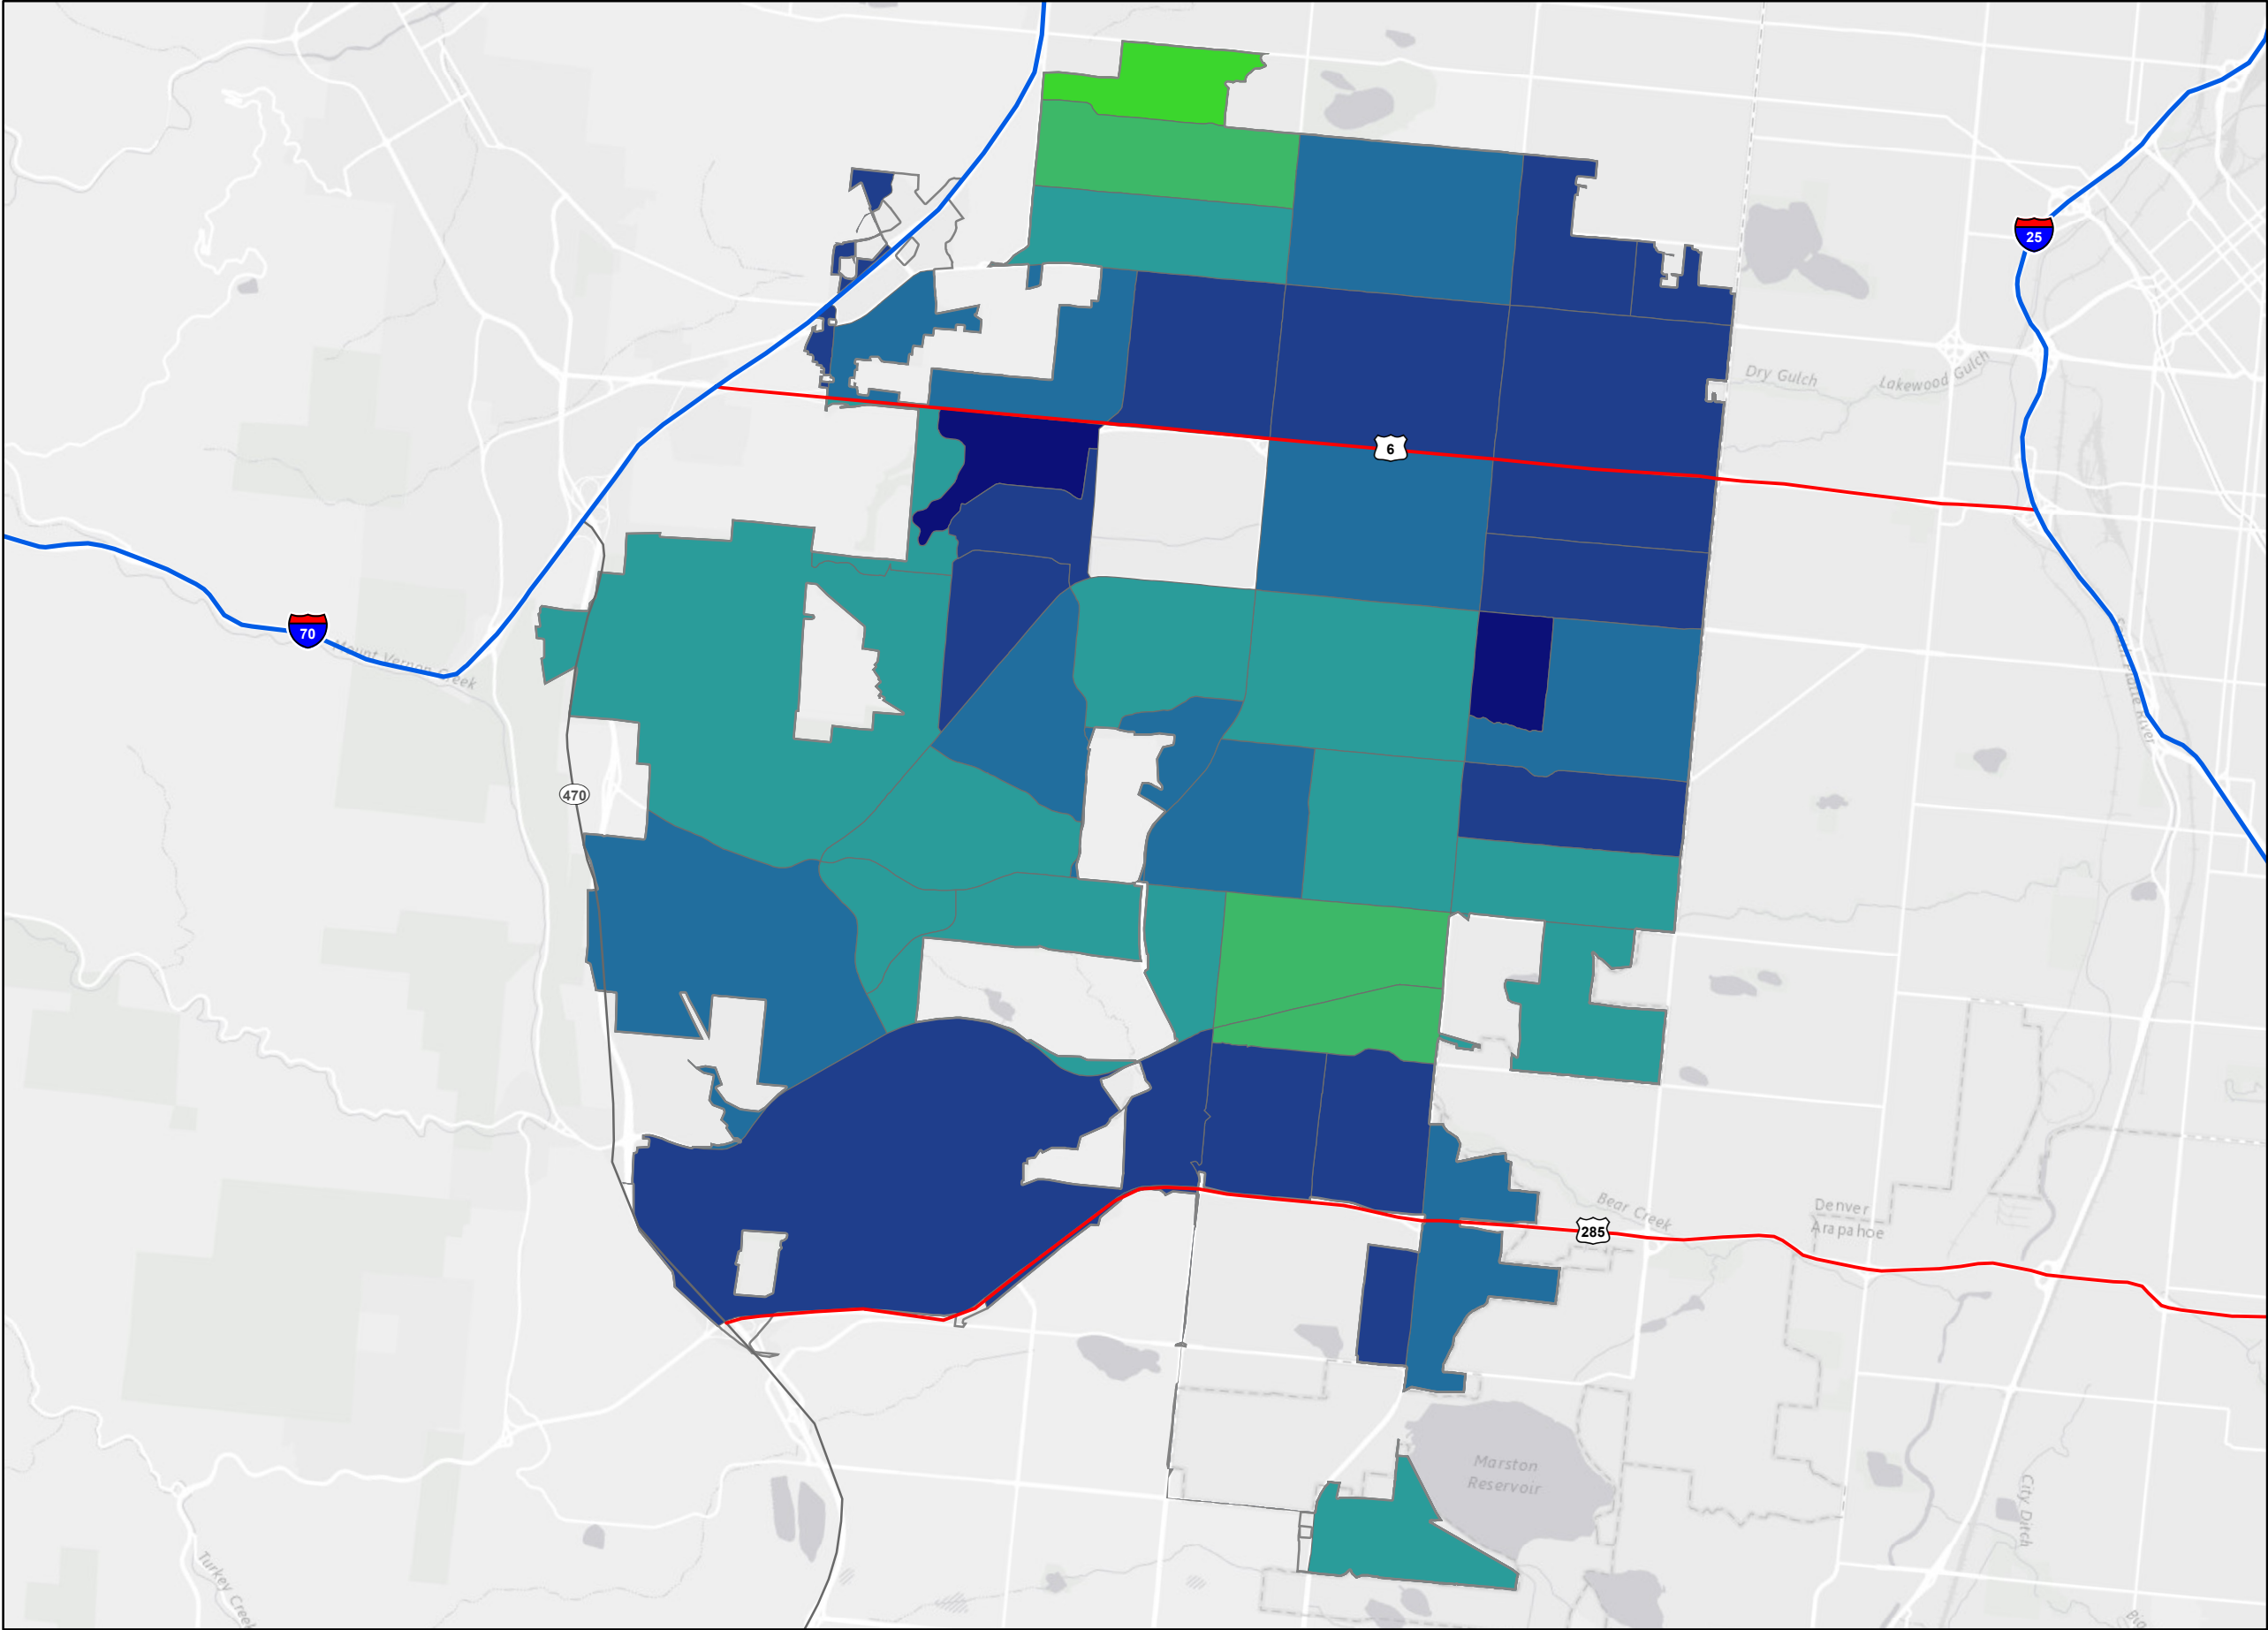 25
Dry Gulch
Lakewood Gulch
6
70
Mount Vernon Creek
470
Bear Creek
Denver
Arapahoe
285
Marston
Reservoir
City Ditch
Turkey Creek